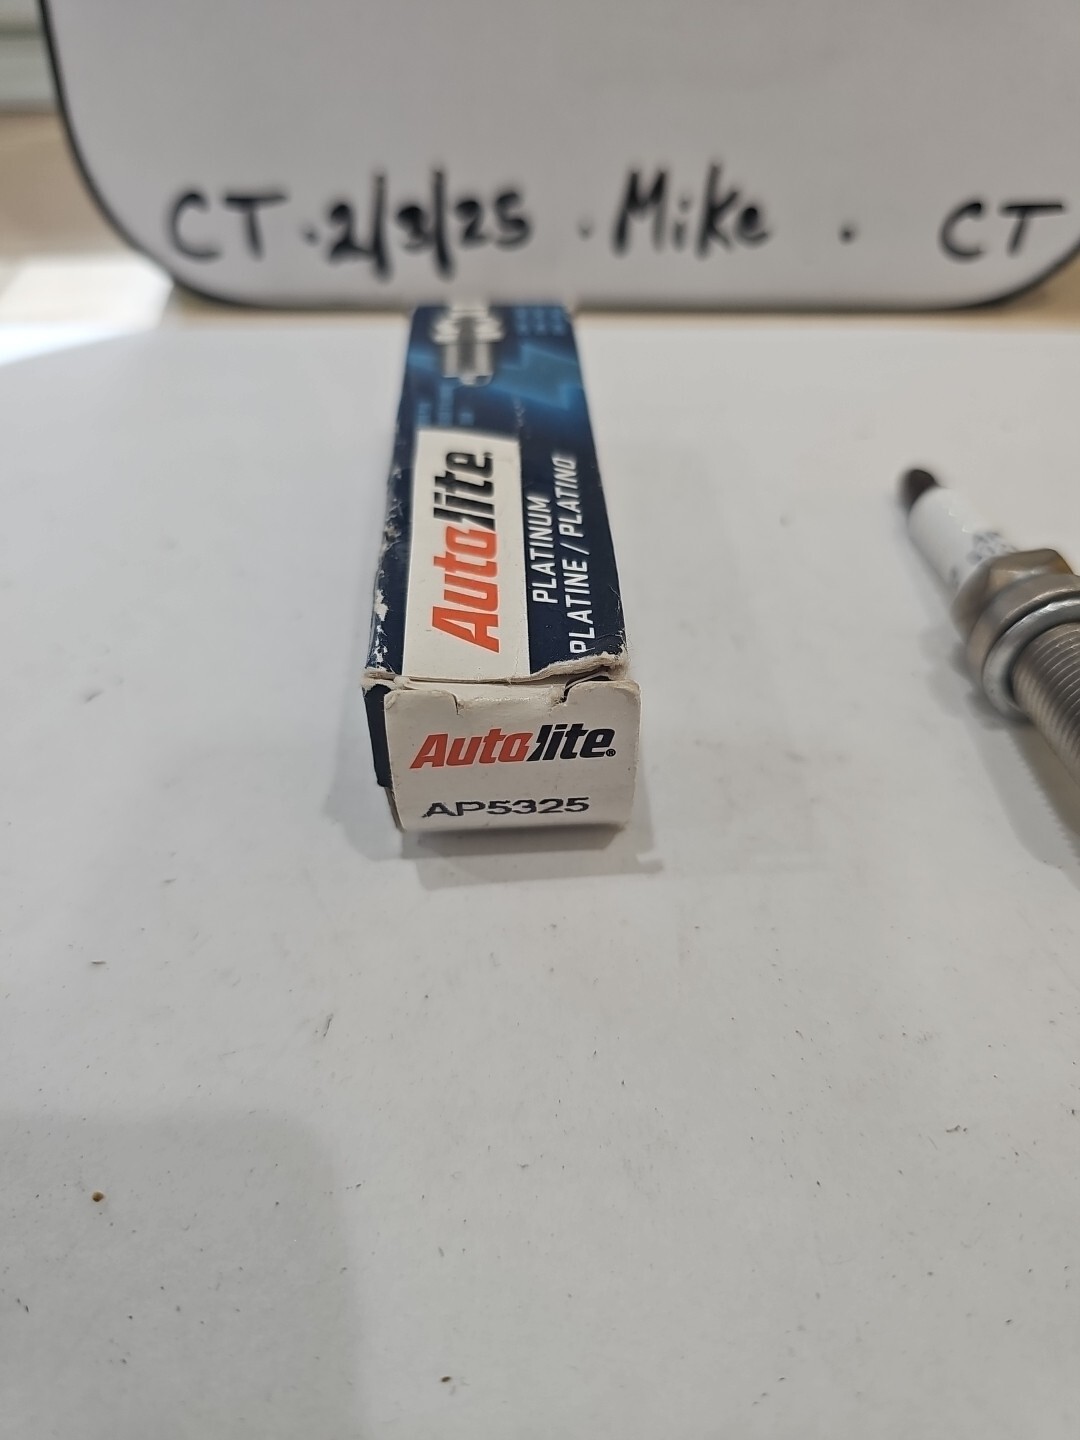 CT · 2/3/25 · Mike · CT
Autolite
PLATINUM
PLATINE / PLATINO
Autolite®
AP5325